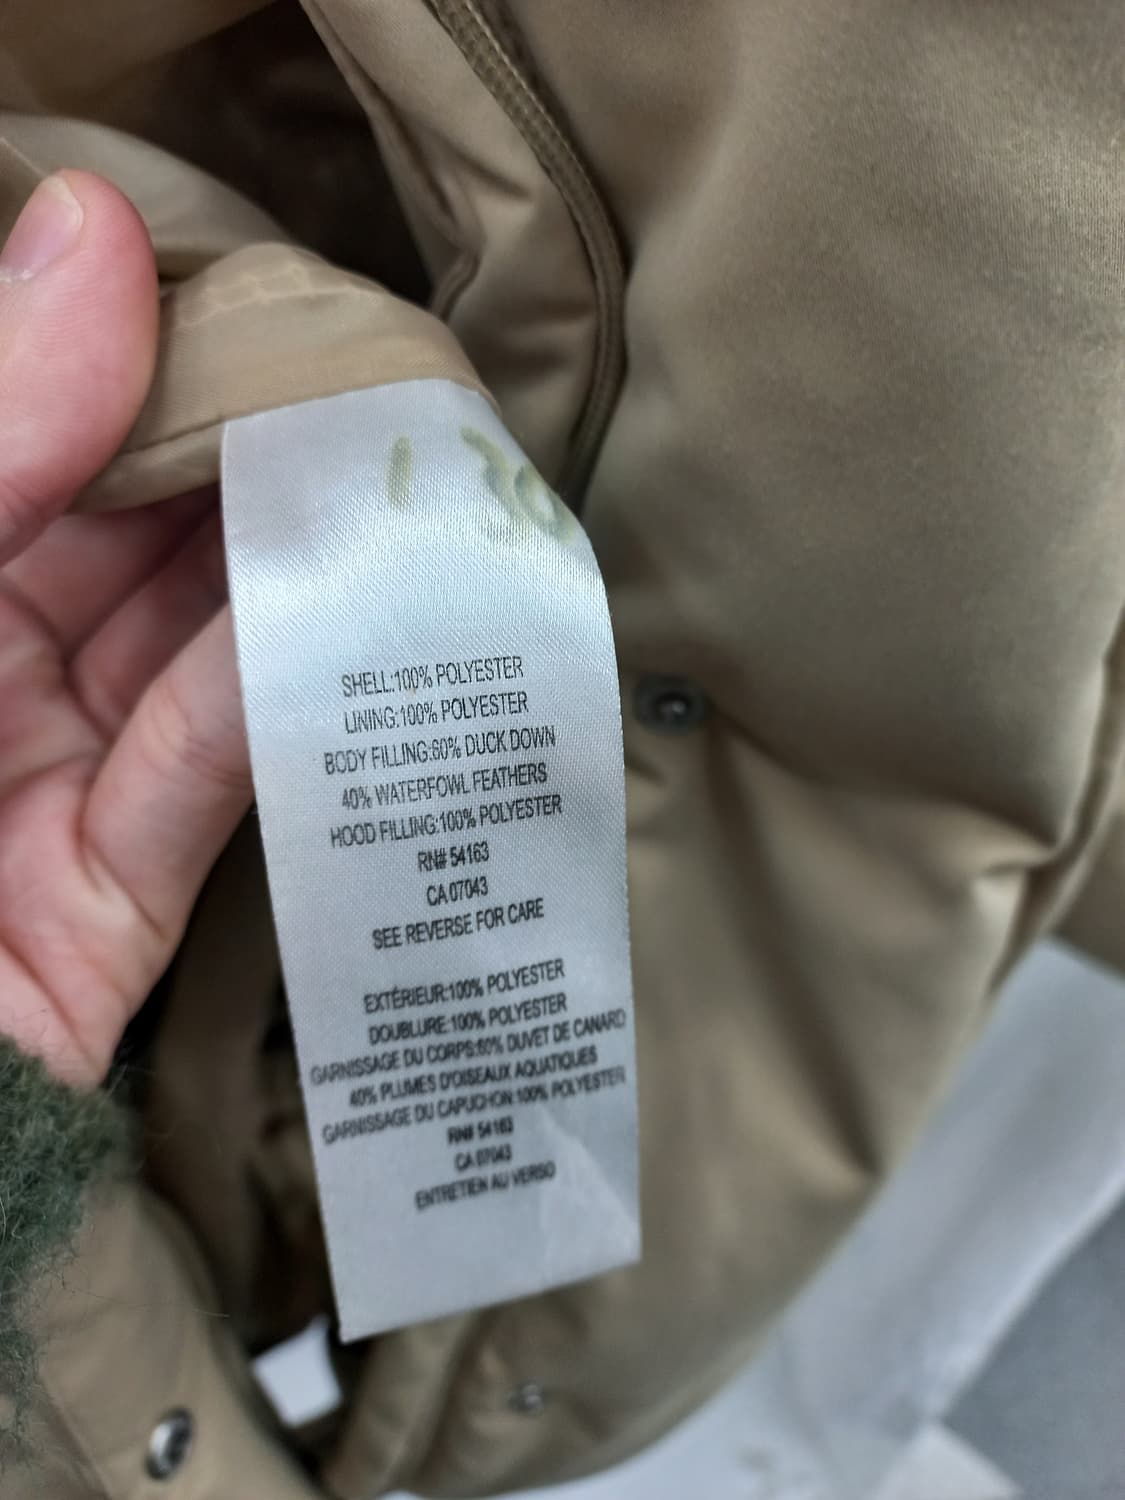 SHELL:100% POLYESTER
LINING:100% POLYESTER
BODY FILLING:60% DUCK DOWN
40% WATERFOWL FEATHERS
HOOD FILLING:100% POLYESTER
RN# 54163
CA 07043
SEE REVERSE FOR CARE
EXTÉRIEUR:100% POLYESTER
DOUBLURE:100% POLYESTER
GARNISSAGE DU CORPS:60% DUVET DE CANARD
40% PLUMES D'OISEAUX AQUATIQUES
GARNISSAGE DU CAPUCHON:100% POLYESTER
RN# 54163
CA 07043
ENTRETIEN AU VERSO